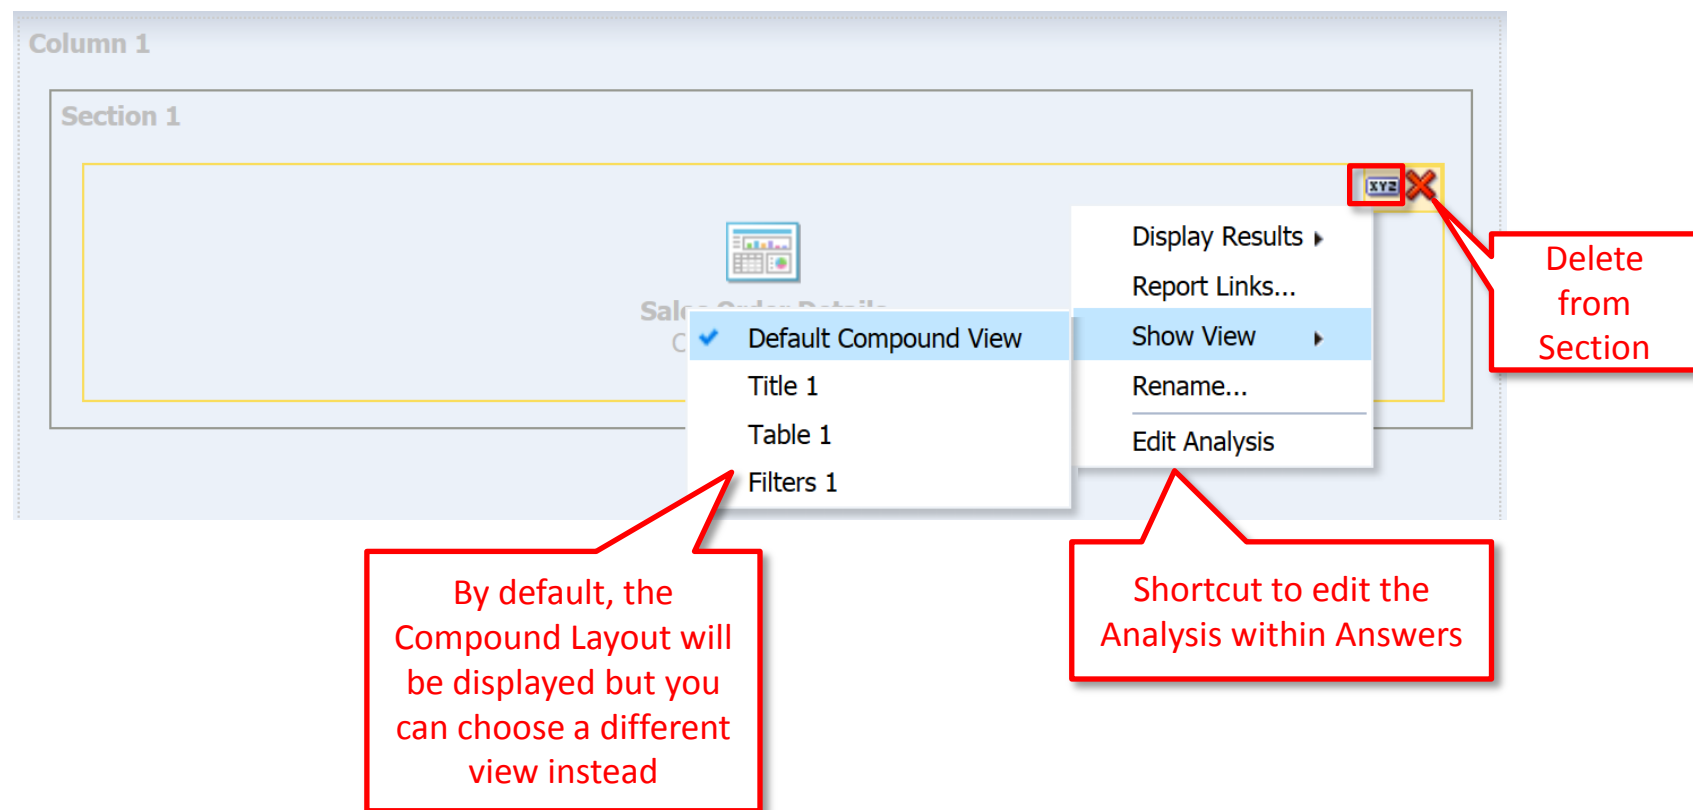 Column 1
Section 1
XYZ
Display Results
Report Links...
Show View
Rename...
Edit Analysis
Default Compound View
Title 1
Table 1
Filters 1
Delete
from
Section
By default, the
Compound Layout will
be displayed but you
can choose a different
view instead
Shortcut to edit the
Analysis within Answers